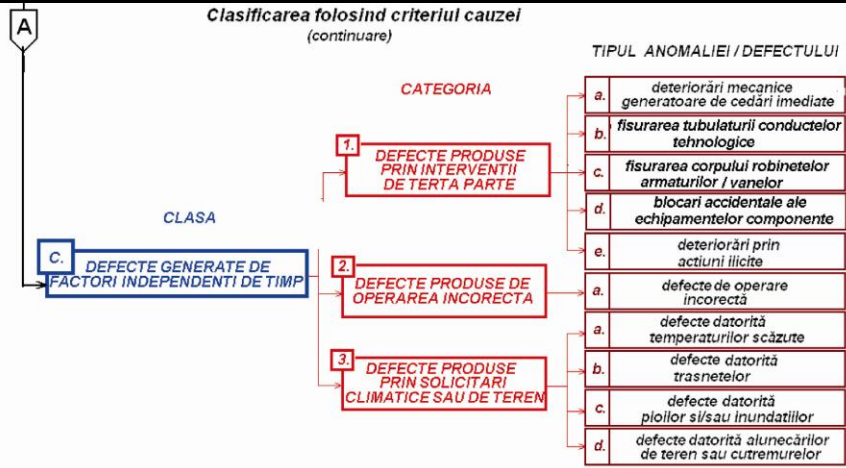 A
Clasificarea folosind criteriul cauzei
(continuare)
TIPUL ANOMALIEI / DEFECTULUI
CATEGORIA
a. deteriorări mecanice
generatoare de cedări imediate
b. fisurarea tubulaturii conductelor
tehnologice
1. DEFECTE PRODUSE
PRIN INTERVENTII
DE TERTA PARTE
c. fisurarea corpului robinetelor
armaturilor / vanelor
d. blocari accidentale ale
echipamentelor componente
e. deteriorări prin
actiuni ilicite
CLASA
C. DEFECTE GENERATE DE
FACTORI INDEPENDENTI DE TIMP
2. DEFECTE PRODUSE DE
OPERAREA INCORECTA
a. defecte de operare
incorectă
3. DEFECTE PRODUSE
PRIN SOLICITARI
CLIMATICE SAU DE TEREN
a. defecte datorită
temperaturilor scăzute
b. defecte datorită
trasnetelor
c. defecte datorită
ploilor si/sau inundatiilor
d. defecte datorită alunecărilor
de teren sau cutremurelor